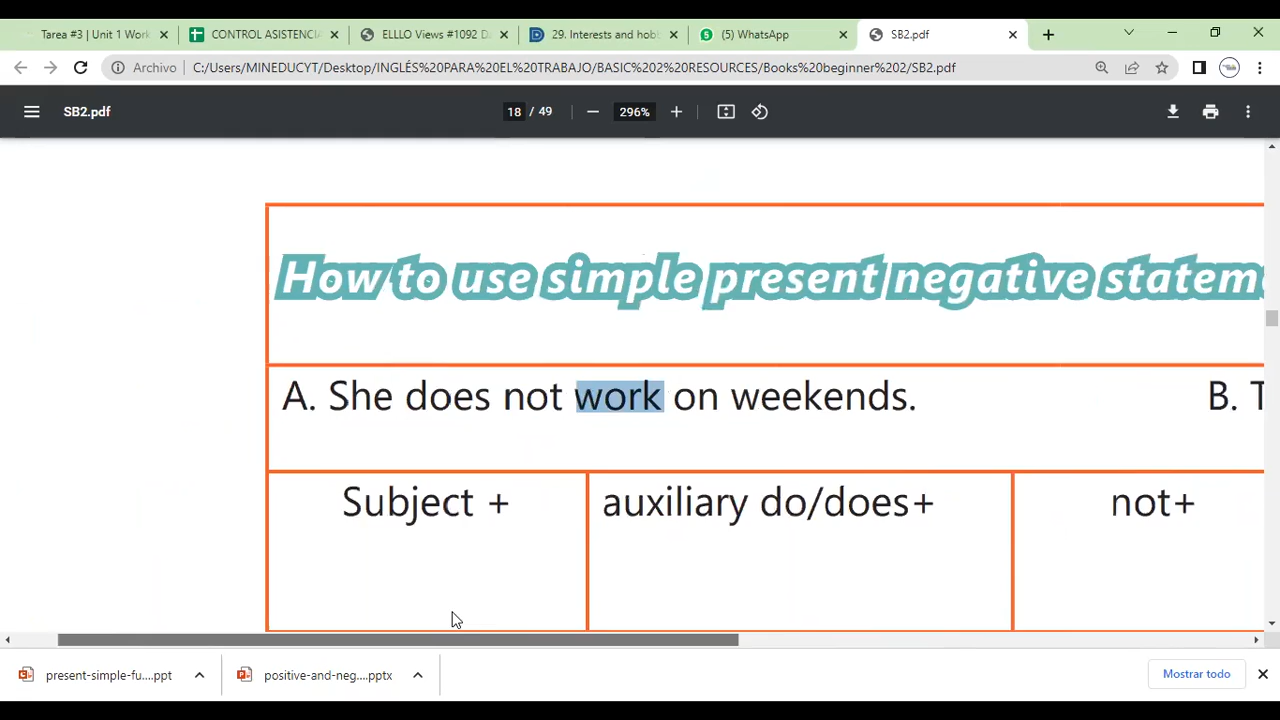 Tarea #3 | Unit 1 Work
CONTROL ASISTENCIA
ELLLO Views #1092 Da
29. Interests and hobb
(5) WhatsApp
SB2.pdf
Archivo
C:/Users/MINEDUCYT/Desktop/INGLÉS%20PARA%20EL%20TRABAJO/BASIC%202%20RESOURCES/Books%20beginner%202/SB2.pdf
SB2.pdf
18 / 49
296%
How to use simple present negative statem
A. She does not work on weekends.
B. T
Subject +
auxiliary do/does+
not+
present-simple-fu....ppt
positive-and-neg....pptx
Mostrar todo